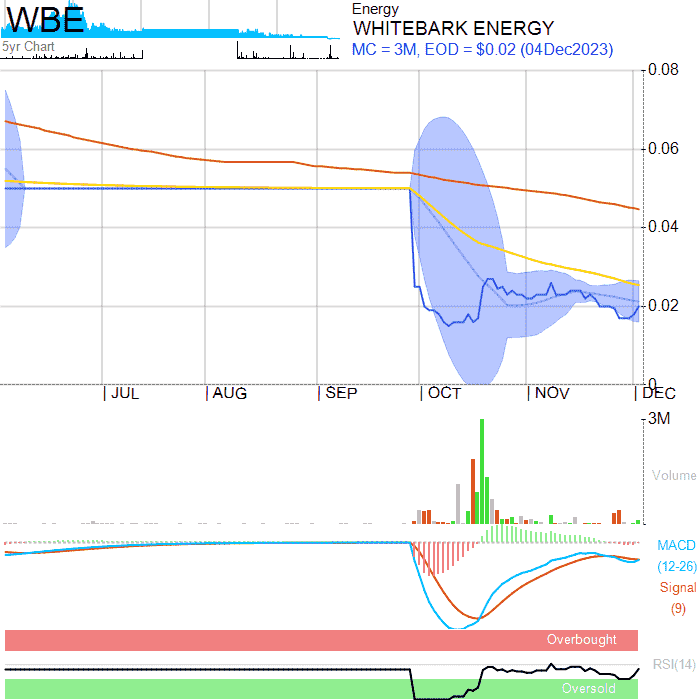 WBE
5yr Chart
Energy
WHITEBARK ENERGY
MC = 3M, EOD = $0.02 (04Dec2023)
0.08
0.06
0.04
0.02
0
JUL AUG SEP OCT NOV DEC
3M
Volume
MACD
(12-26)
Signal
(9)
Overbought
RSI(14)
Oversold